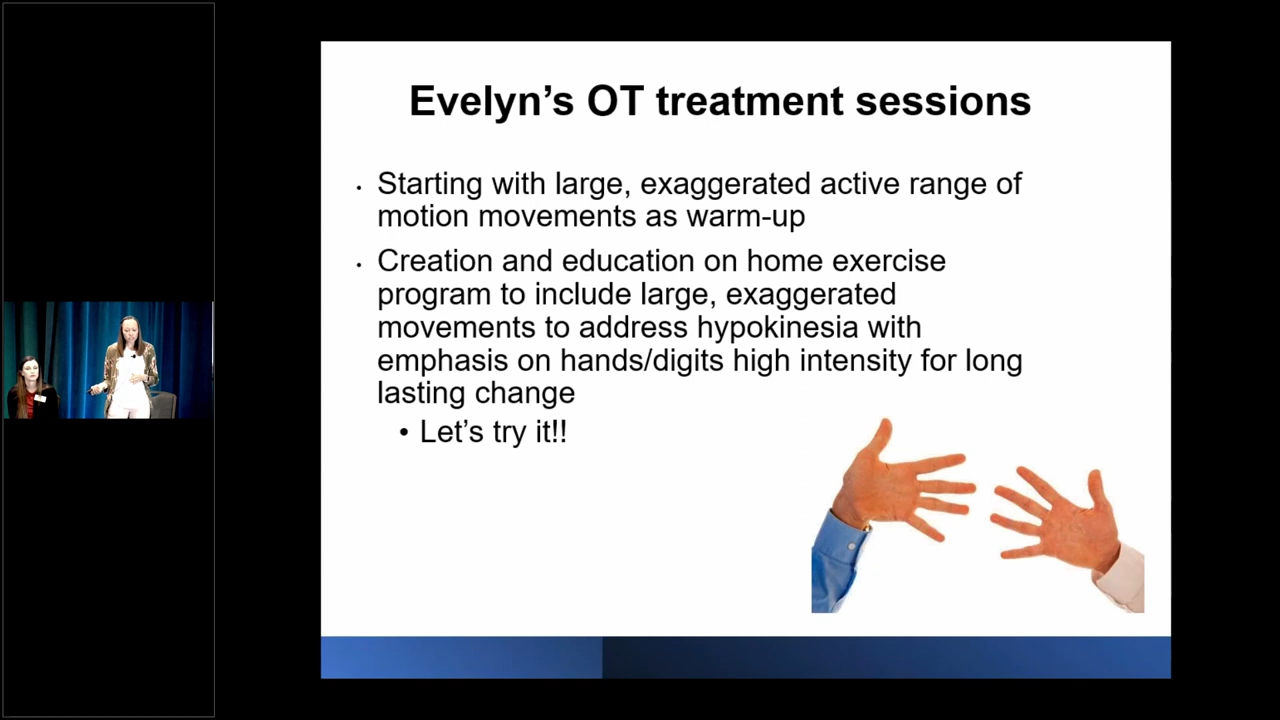 Evelyn’s OT treatment sessions
• Starting with large, exaggerated active range of
motion movements as warm-up
• Creation and education on home exercise
program to include large, exaggerated
movements to address hypokinesia with
emphasis on hands/digits high intensity for long
lasting change
• Let’s try it!!